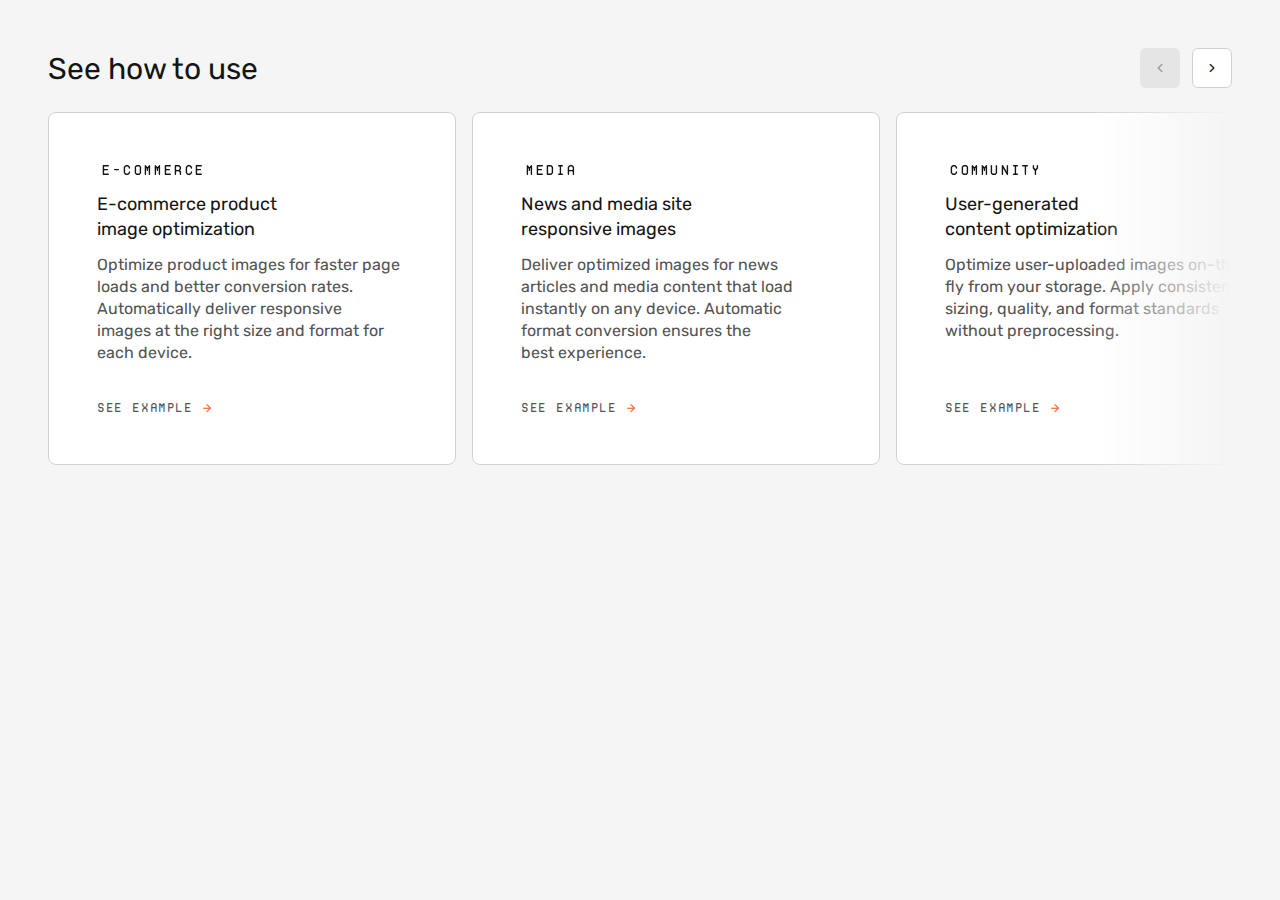 See how to use
E-COMMERCE
E-commerce product
image optimization
Optimize product images for faster page
loads and better conversion rates.
Automatically deliver responsive
images at the right size and format for
each device.
SEE EXAMPLE →
MEDIA
News and media site
responsive images
Deliver optimized images for news
articles and media content that load
instantly on any device. Automatic
format conversion ensures the
best experience.
SEE EXAMPLE →
COMMUNITY
User-generated
content optimization
Optimize user-uploaded images
fly from your storage. Apply
sizing, quality, and format standards
without preprocessing.
SEE EXAMPLE →